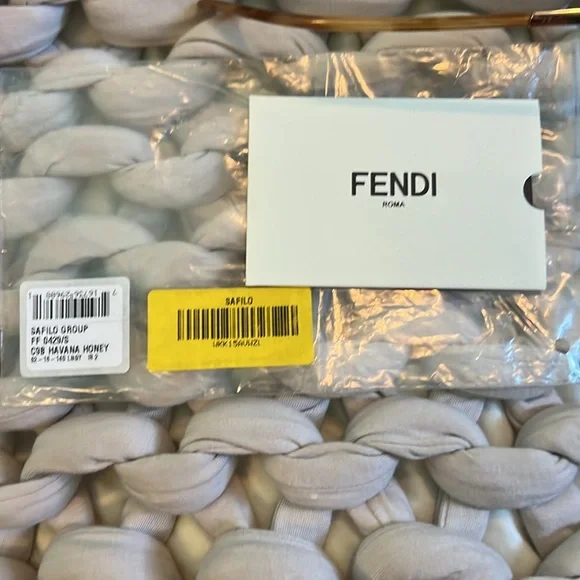 FENDI
ROMA
SAFILO GROUP
FF 0429/S
C9B HAVANA HONEY
SAFILO